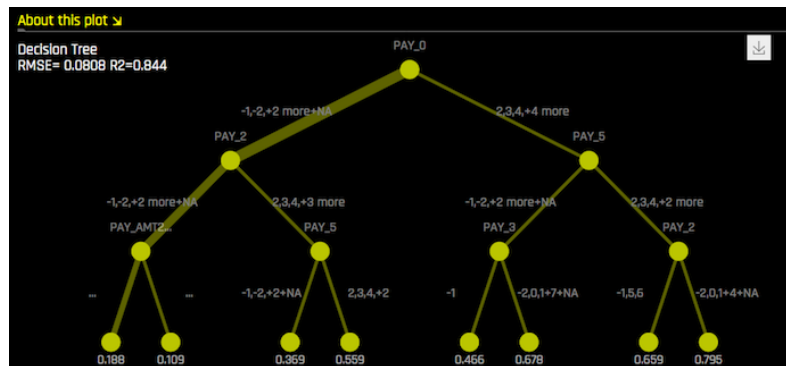 About this plot ⇲
Decision Tree
RMSE= 0.0808 R2=0.844
PAY_0
-1,-2,+2 more+NA
2,3,4,+4 more
PAY_2
PAY_5
-1,-2,+2 more+NA
2,3,4,+3 more
-1,-2,+2 more+NA
2,3,4,+2 more
PAY_AMT2...
PAY_5
PAY_3
PAY_2
...
...
-1,-2,+2+NA
2,3,4,+2
-1
-2,0,1+7+NA
-1,5,6
-2,0,1+4+NA
0.188
0.109
0.369
0.559
0.466
0.678
0.659
0.795